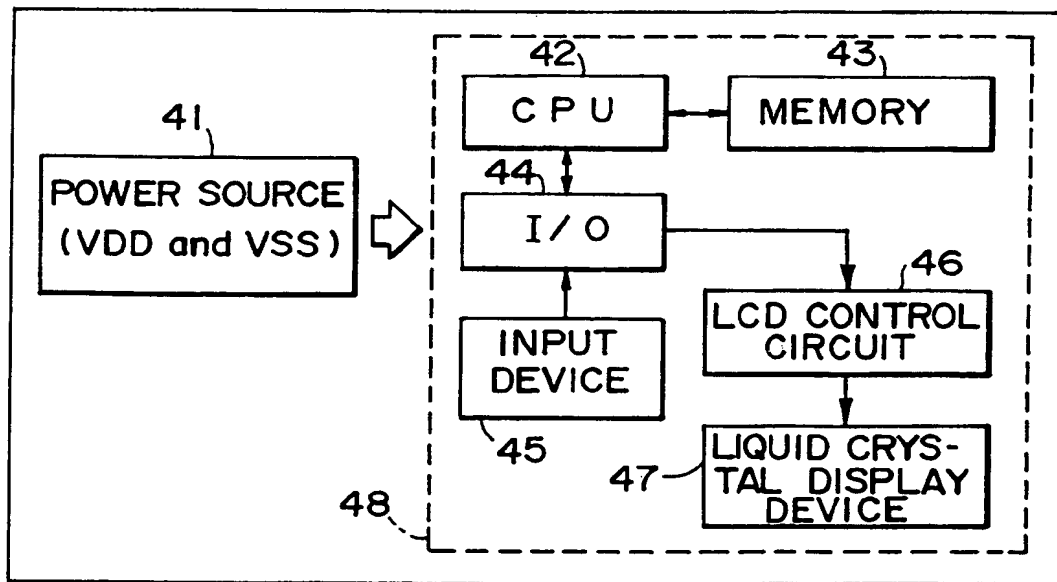 42
CPU
43
MEMORY
41
POWER SOURCE
(VDD and VSS)
44
I/O
45
INPUT
DEVICE
46
LCD CONTROL
CIRCUIT
47
LIQUID CRYS-
TAL DISPLAY
DEVICE
48